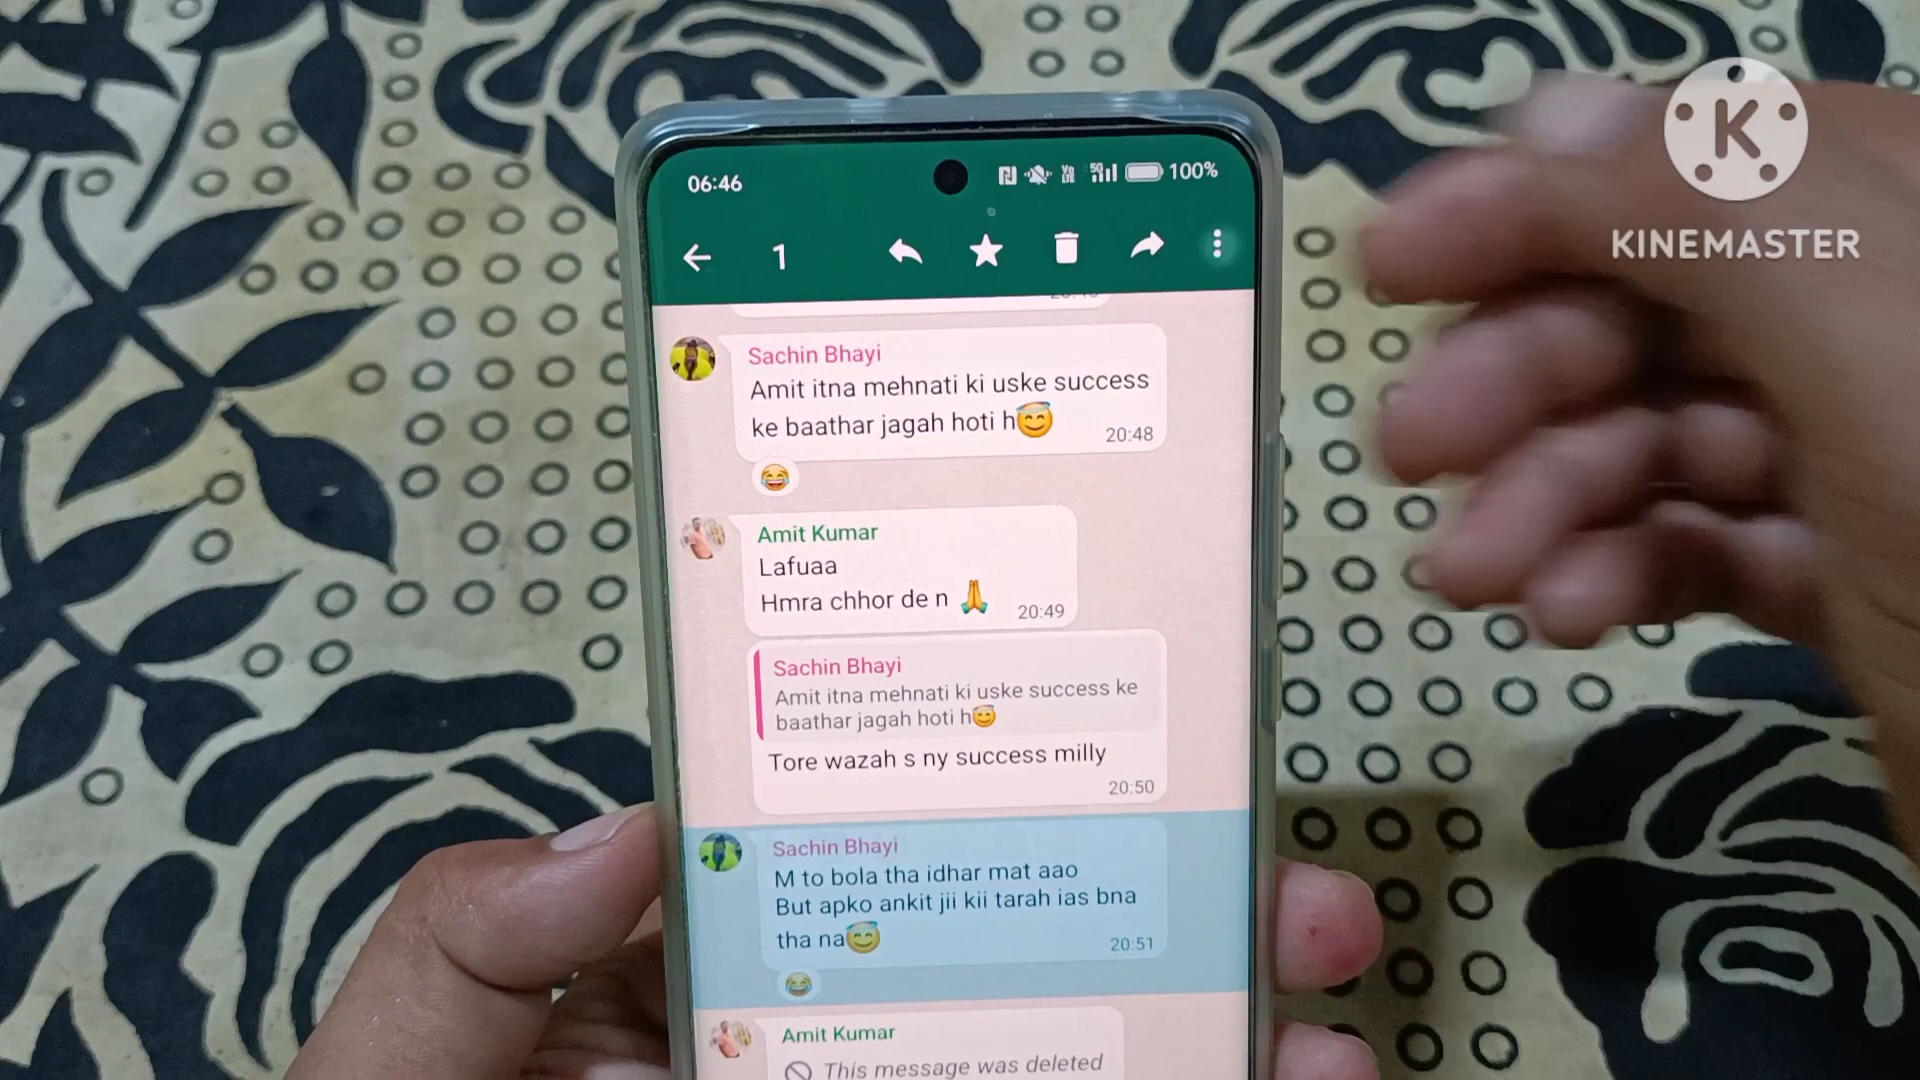 06:46
5G
100%
1
Sachin Bhayi
Amit itna mehnati ki uske success
ke baathar jagah hoti h😇
20:48
😂
Amit Kumar
Lafuaa
Hmra chhor de n 🙏
20:49
Sachin Bhayi
Amit itna mehnati ki uske success ke
baathar jagah hoti h😇
Tore wazah s ny success milly
20:50
Sachin Bhayi
M to bola tha idhar mat aao
But apko ankit jii kii tarah ias bna
tha na😇
20:51
😂
Amit Kumar
This message was deleted
K
KINEMASTER